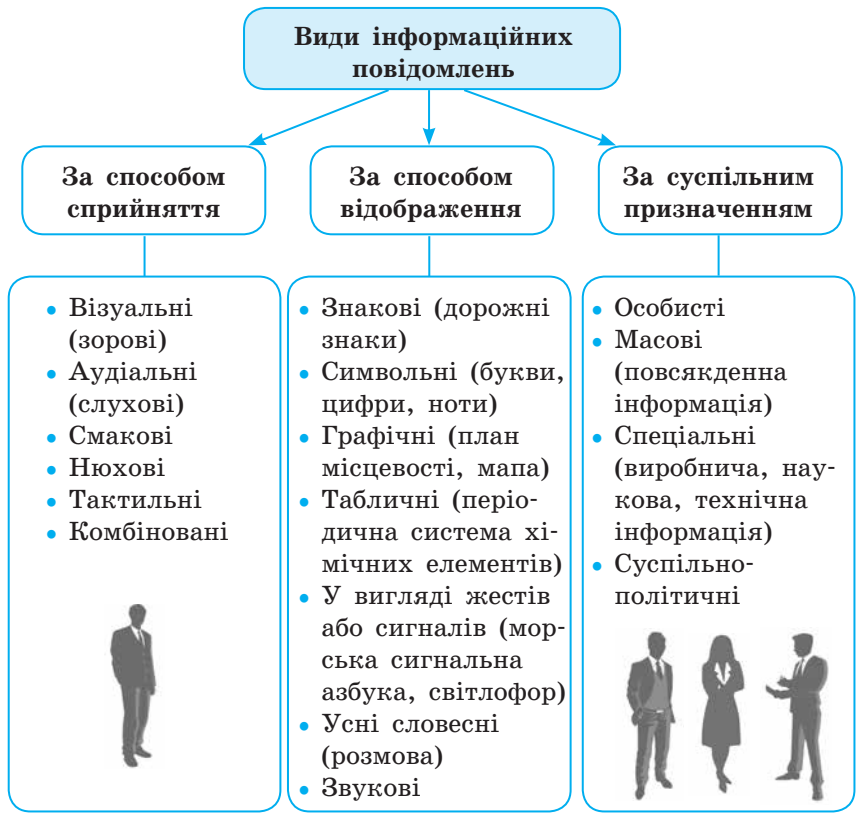 Види інформаційних
повідомлень
За способом
сприйняття
За способом
відображення
За суспільним
призначенням
• Візуальні
(зорові)
• Аудіальні
(слухові)
• Смакові
• Нюхові
• Тактильні
• Комбіновані
• Знакові (дорожні
знаки)
• Символьні (букви,
цифри, ноти)
• Графічні (план
місцевості, мапа)
• Табличні (періо-
дична система хі-
мічних елементів)
• У вигляді жестів
або сигналів (мор-
ська сигнальна
азбука, світлофор)
• Усні словесні
(розмова)
• Звукові
• Особисті
• Масові
(повсякденна
інформація)
• Спеціальні
(виробнича, нау-
кова, технічна
інформація)
• Суспільно-
політичні